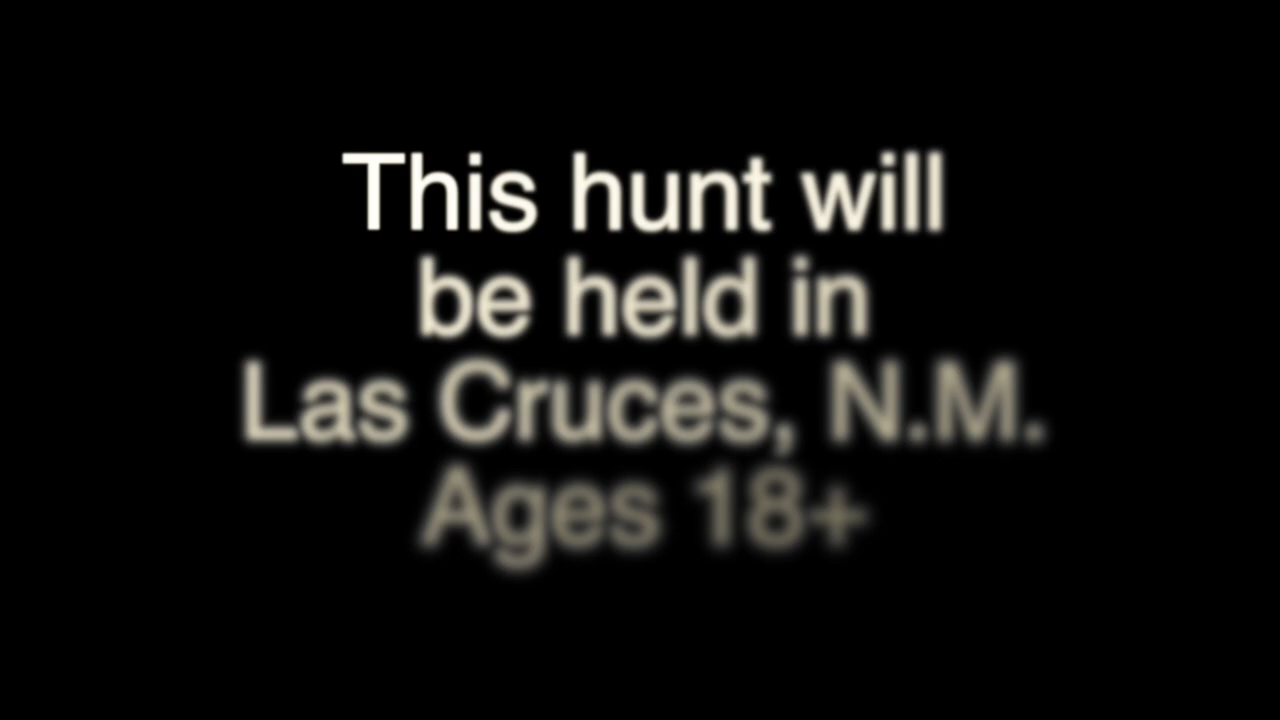 This hunt will
be held in
Las Cruces, N.M.
Ages 18+